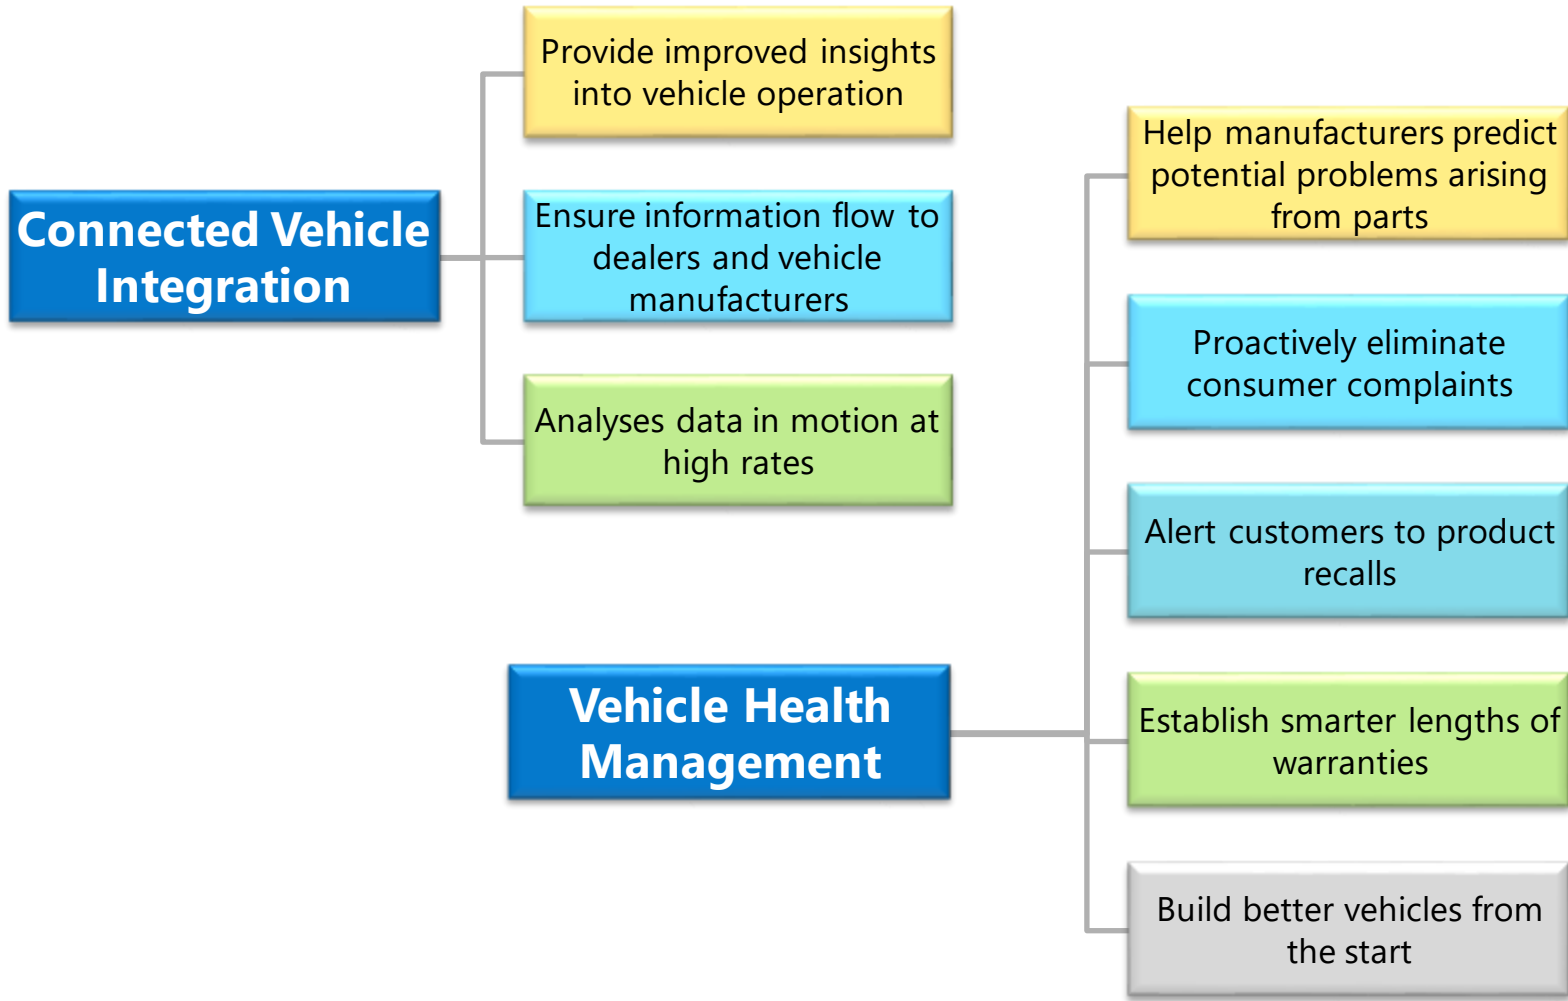 Connected Vehicle
Integration
Provide improved insights
into vehicle operation
Ensure information flow to
dealers and vehicle
manufacturers
Analyses data in motion at
high rates
Vehicle Health
Management
Help manufacturers predict
potential problems arising
from parts
Proactively eliminate
consumer complaints
Alert customers to product
recalls
Establish smarter lengths of
warranties
Build better vehicles from
the start